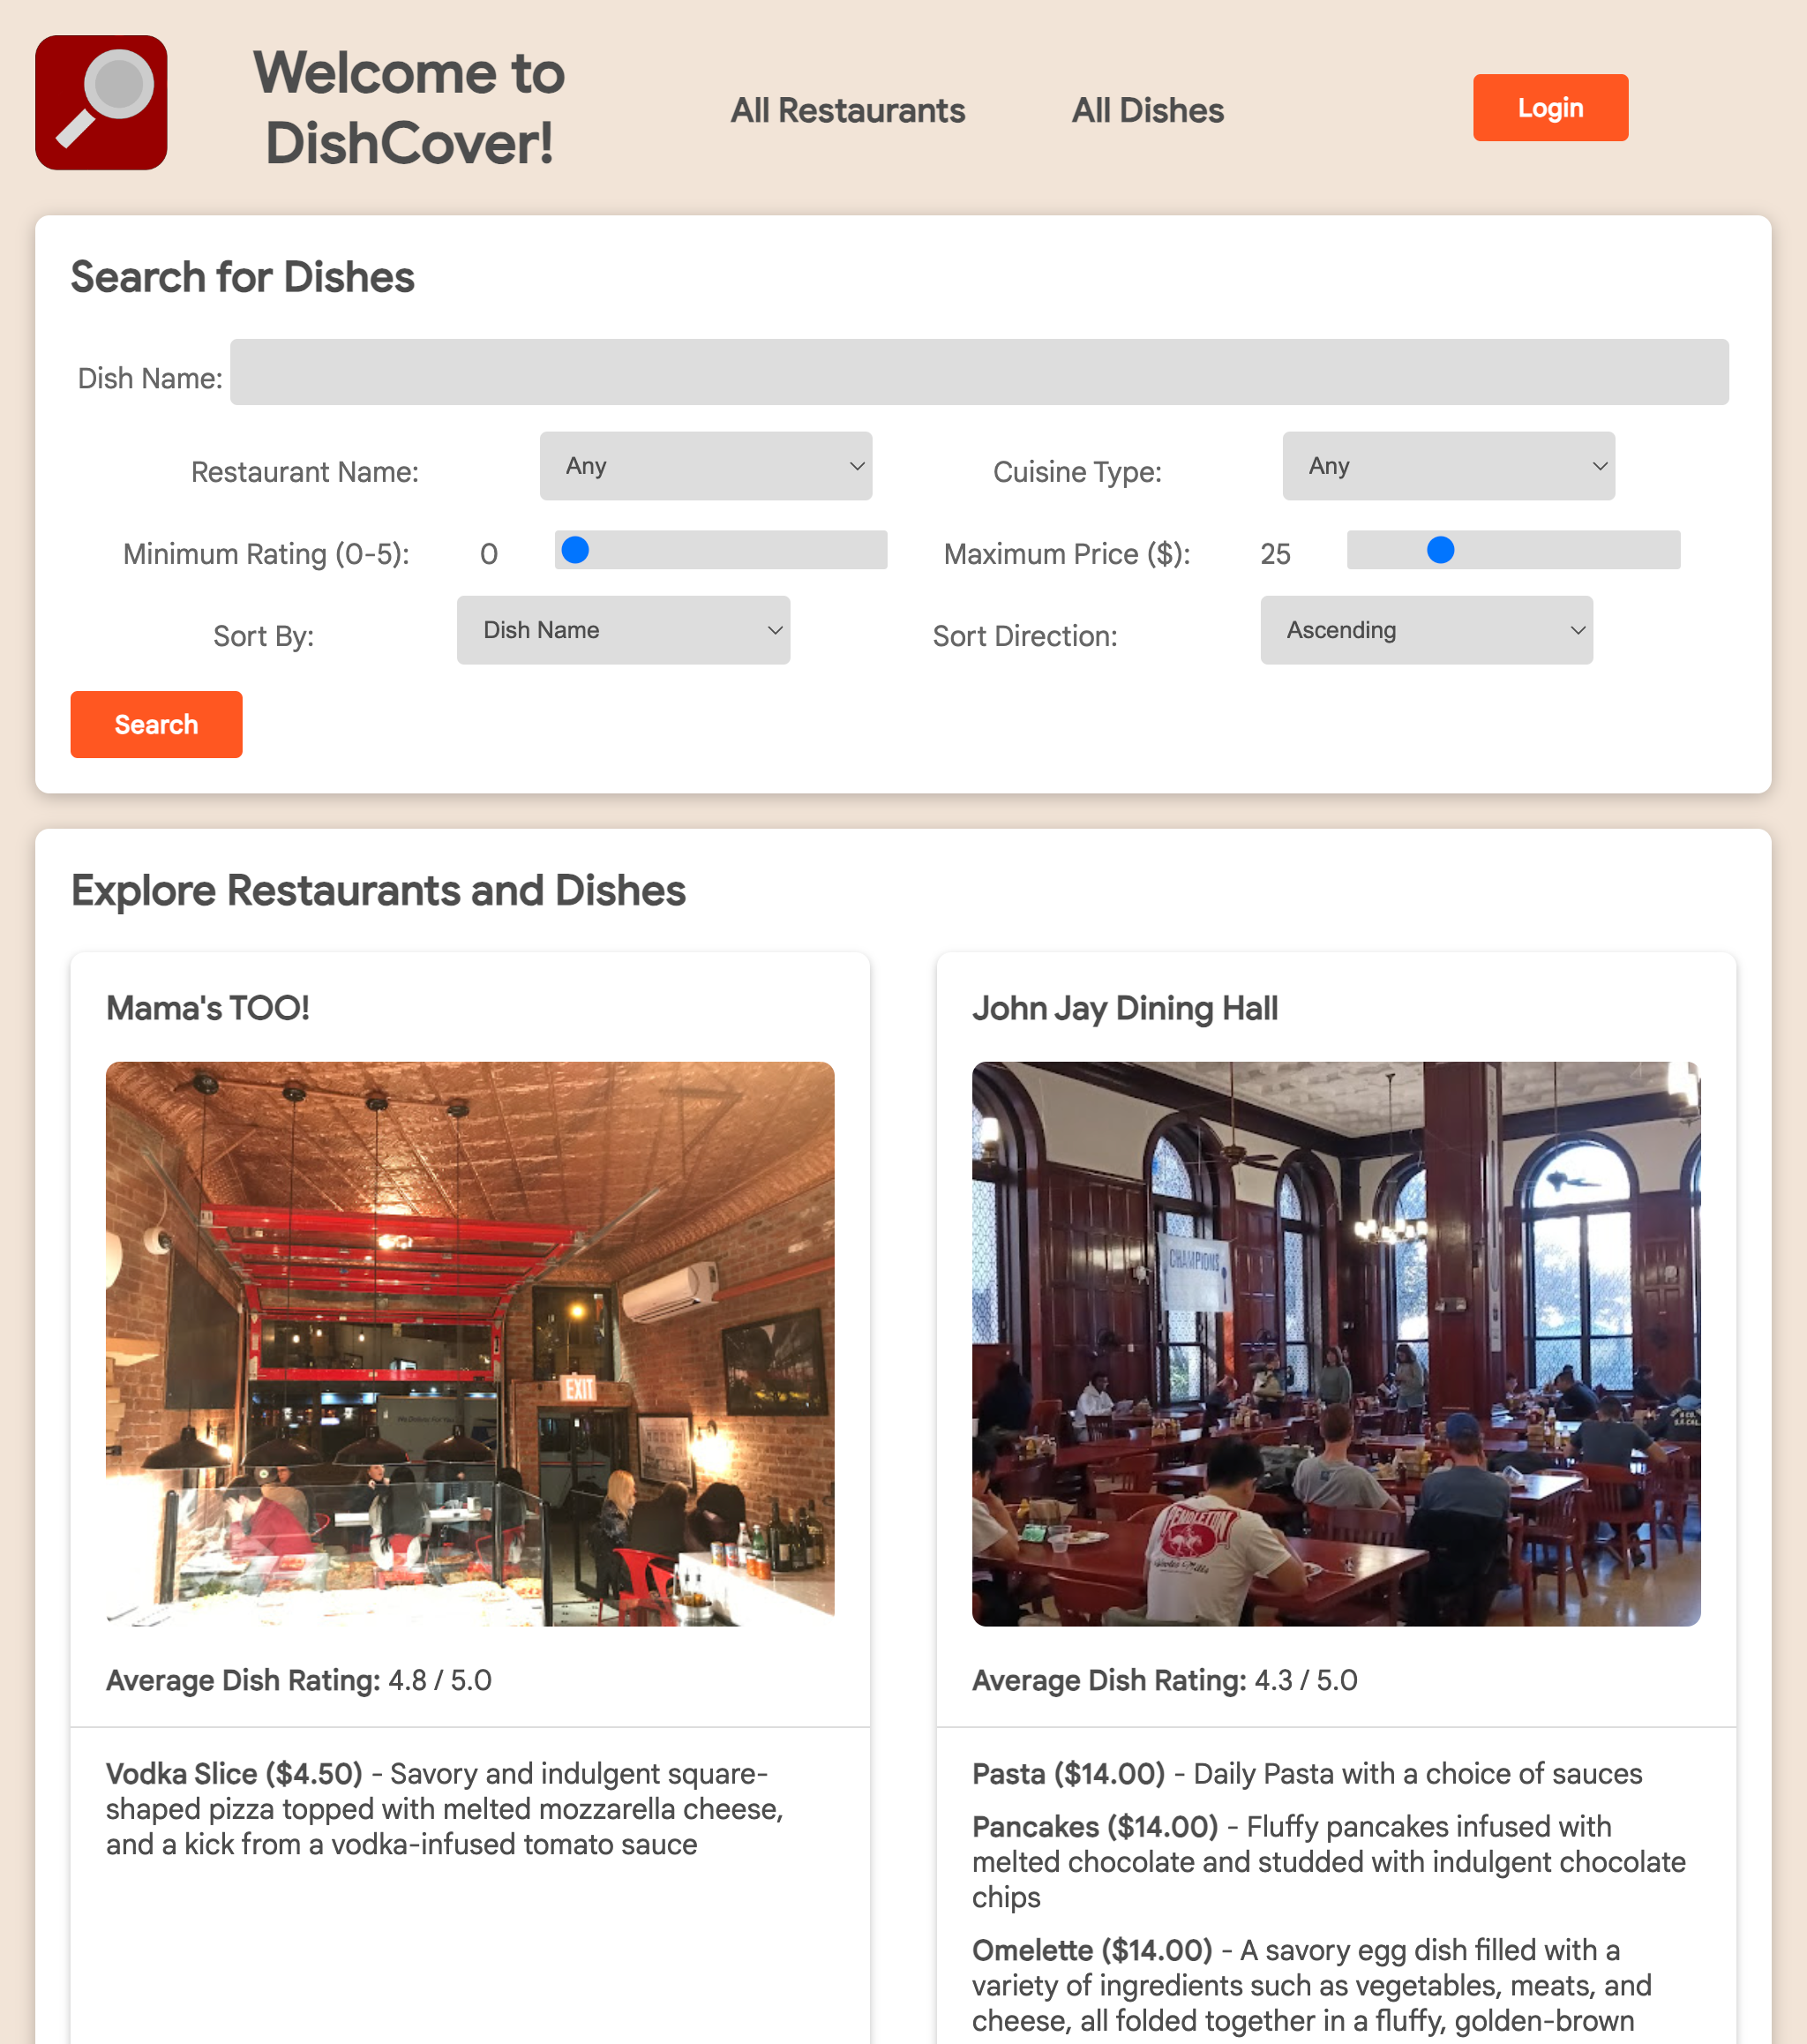 Welcome to
DishCover!
All Restaurants
All Dishes
Login
Search for Dishes
Dish Name:
Restaurant Name:
Any
Cuisine Type:
Any
Minimum Rating (0-5):
0
Maximum Price ($):
25
Sort By:
Dish Name
Sort Direction:
Ascending
Search
Explore Restaurants and Dishes
Mama's TOO!
EXIT
Average Dish Rating: 4.8 / 5.0
Vodka Slice ($4.50) - Savory and indulgent square-
shaped pizza topped with melted mozzarella cheese,
and a kick from a vodka-infused tomato sauce
John Jay Dining Hall
CHAMPIONS
PENDLETON
Average Dish Rating: 4.3 / 5.0
Pasta ($14.00) - Daily Pasta with a choice of sauces
Pancakes ($14.00) - Fluffy pancakes infused with
melted chocolate and studded with indulgent chocolate
chips
Omelette ($14.00) - A savory egg dish filled with a
variety of ingredients such as vegetables, meats, and
cheese, all folded together in a fluffy, golden-brown